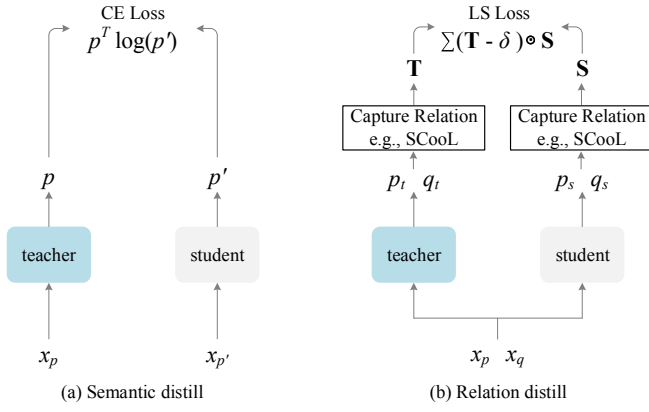 CE Loss
p^T log(p')
p
p'
teacher
student
x_p
x_{p'}
(a) Semantic distill
LS Loss
∑(T - δ)⊙ S
T
S
Capture Relation
e.g., SCooL
Capture Relation
e.g., SCooL
p_t q_t
p_s q_s
teacher
student
x_p x_q
(b) Relation distill